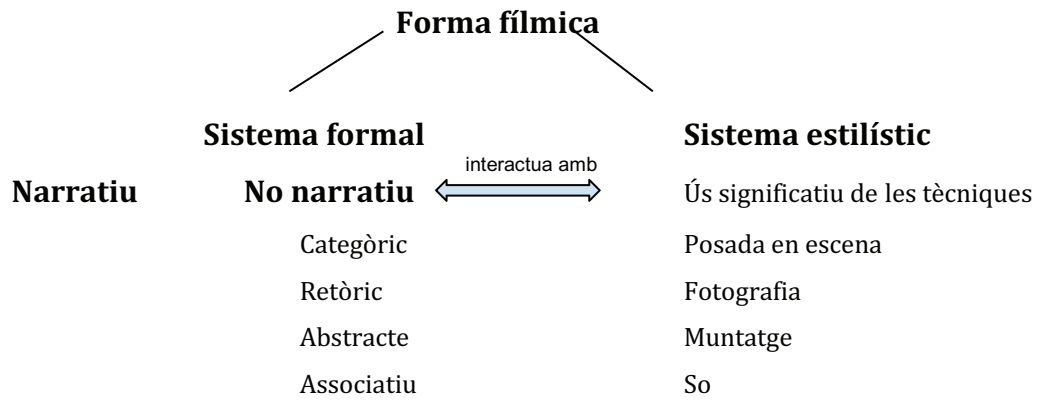 Forma fílmica
Sistema formal Sistema estilístic
interactua amb
Narratiu No narratiu Ús significatiu de les tècniques
Categòric Posada en escena
Retòric Fotografia
Abstracte Muntatge
Associatiu So